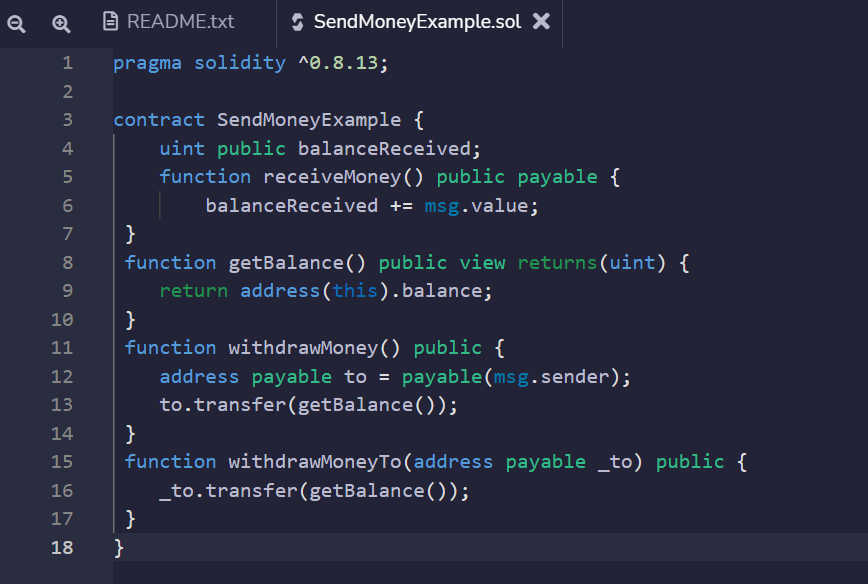 README.txt SendMoneyExample.sol
1 pragma solidity ^0.8.13;
2
3 contract SendMoneyExample {
4 uint public balanceReceived;
5 function receiveMoney() public payable {
6 balanceReceived += msg.value;
7 }
8 function getBalance() public view returns(uint) {
9 return address(this).balance;
10 }
11 function withdrawMoney() public {
12 address payable to = payable(msg.sender);
13 to.transfer(getBalance());
14 }
15 function withdrawMoneyTo(address payable _to) public {
16 _to.transfer(getBalance());
17 }
18 }